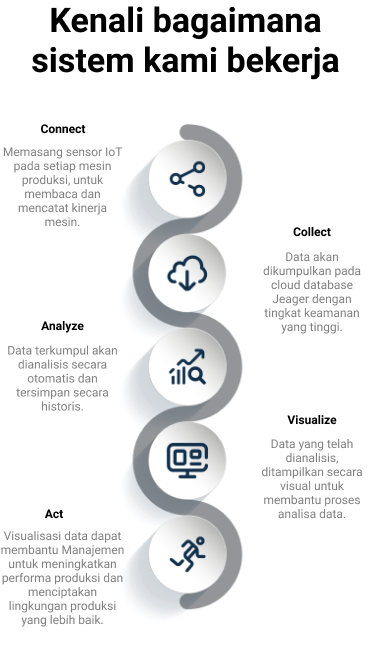 Kenali bagaimana
sistem kami bekerja
Connect
Memasang sensor IoT
pada setiap mesin
produksi, untuk
membaca dan
mencatat kinerja
mesin.
Collect
Data akan
dikumpulkan pada
cloud database
Jeager dengan
tingkat keamanan
yang tinggi.
Analyze
Data terkumpul akan
dianalisis secara
otomatis dan
tersimpan secara
historis.
Visualize
Data yang telah
dianalisis,
ditampilkan secara
visual untuk
membantu proses
analisa data.
Act
Visualisasi data dapat
membantu Manajemen
untuk meningkatkan
performa produksi dan
menciptakan
lingkungan produksi
yang lebih baik.